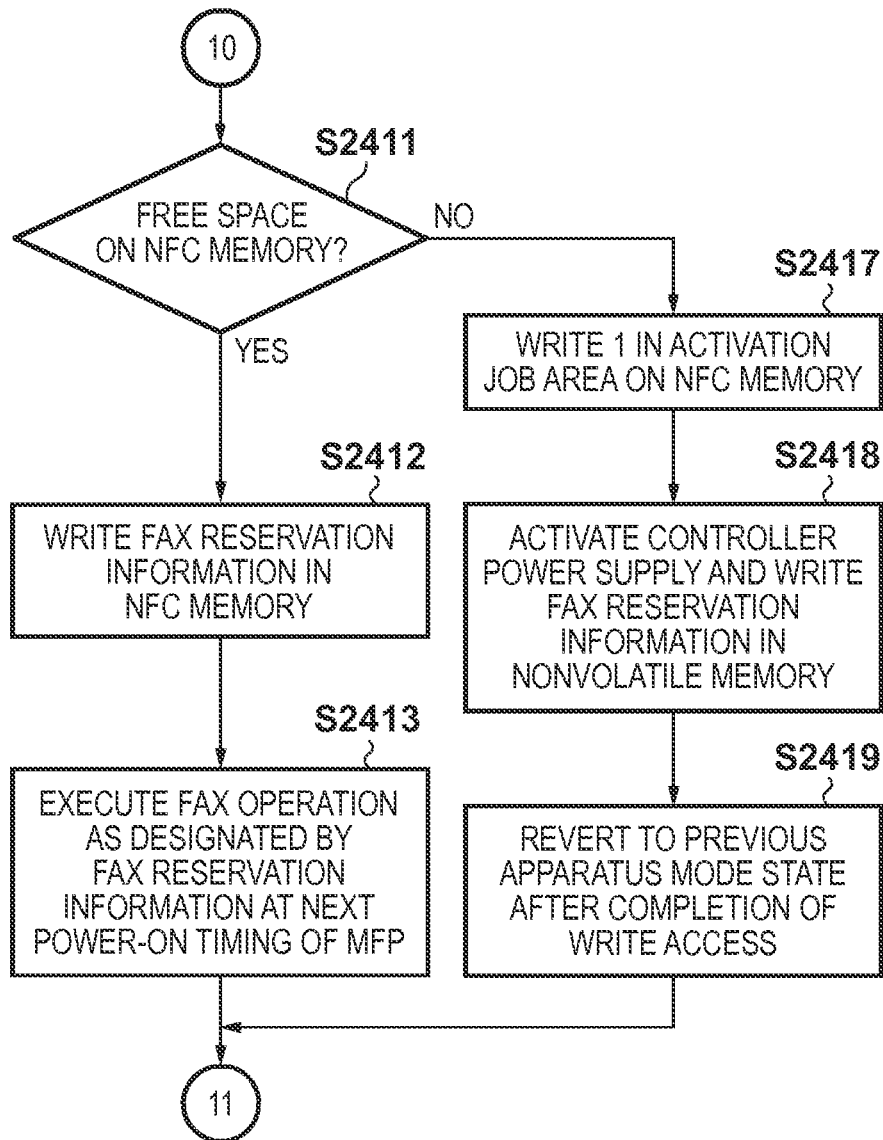 10
S2411
FREE SPACE
ON NFC MEMORY?
NO
YES
S2417
WRITE 1 IN ACTIVATION
JOB AREA ON NFC MEMORY
S2412
WRITE FAX RESERVATION
INFORMATION IN
NFC MEMORY
S2418
ACTIVATE CONTROLLER
POWER SUPPLY AND WRITE
FAX RESERVATION
INFORMATION IN
NONVOLATILE MEMORY
S2413
EXECUTE FAX OPERATION
AS DESIGNATED BY
FAX RESERVATION
INFORMATION AT NEXT
POWER-ON TIMING OF MFP
S2419
REVERT TO PREVIOUS
APPARATUS MODE STATE
AFTER COMPLETION OF
WRITE ACCESS
11